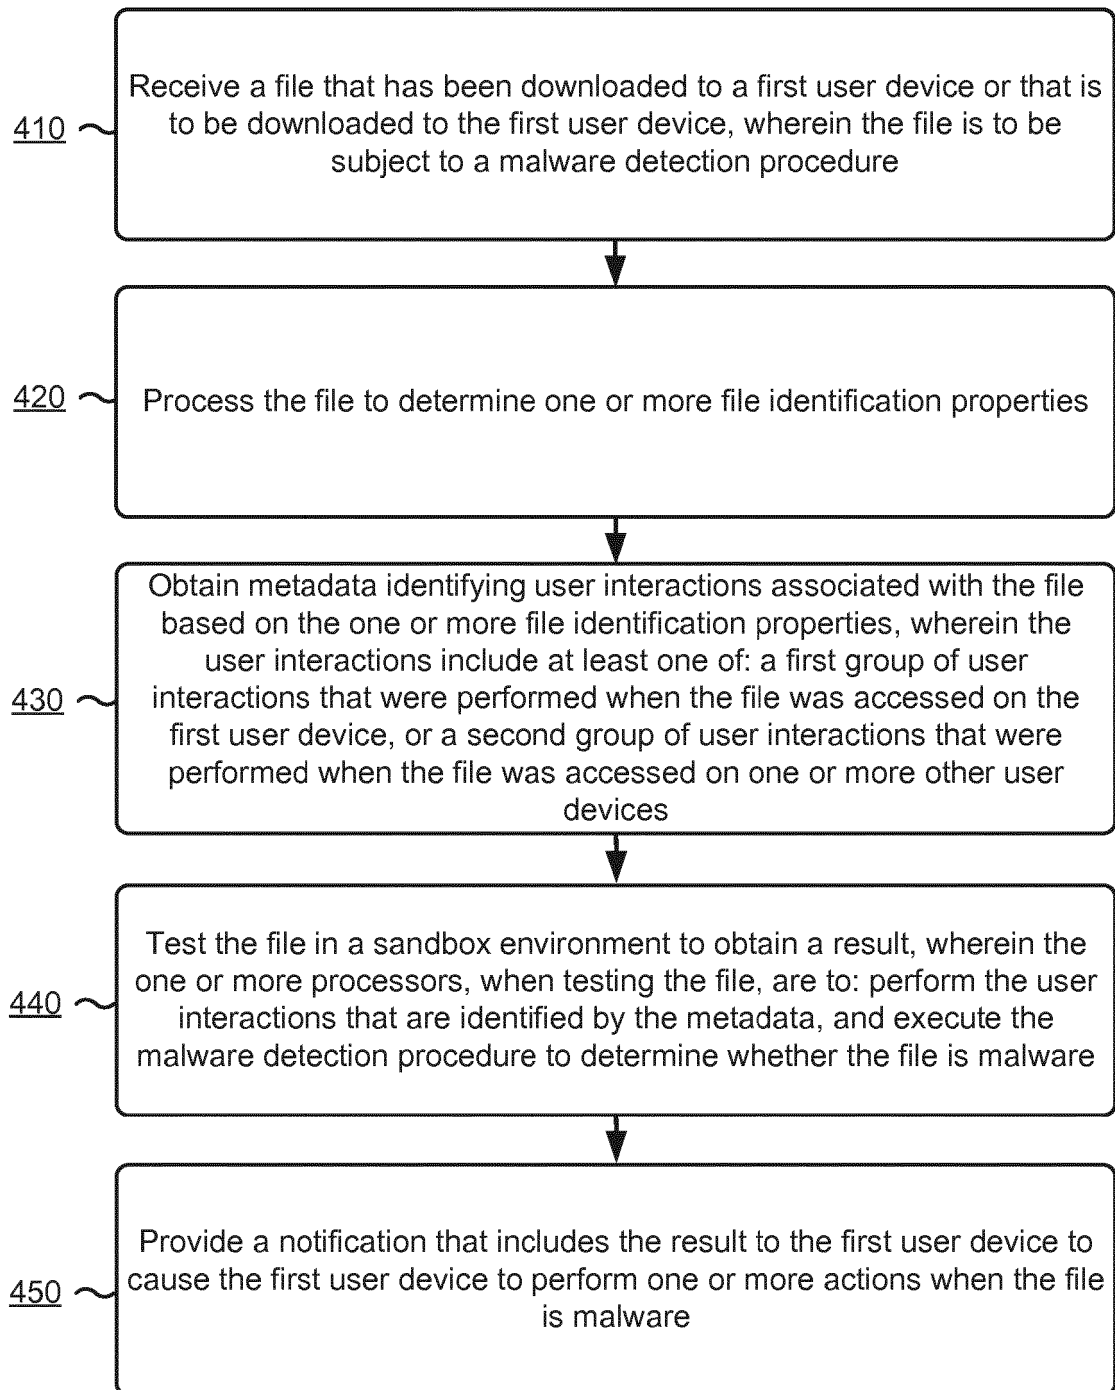 Receive a file that has been downloaded to a first user device or that is
to be downloaded to the first user device, wherein the file is to be
subject to a malware detection procedure
410
Process the file to determine one or more file identification properties
420
Obtain metadata identifying user interactions associated with the file
based on the one or more file identification properties, wherein the
user interactions include at least one of: a first group of user
interactions that were performed when the file was accessed on the
first user device, or a second group of user interactions that were
performed when the file was accessed on one or more other user
devices
430
Test the file in a sandbox environment to obtain a result, wherein the
one or more processors, when testing the file, are to: perform the user
interactions that are identified by the metadata, and execute the
malware detection procedure to determine whether the file is malware
440
Provide a notification that includes the result to the first user device to
cause the first user device to perform one or more actions when the file
is malware
450